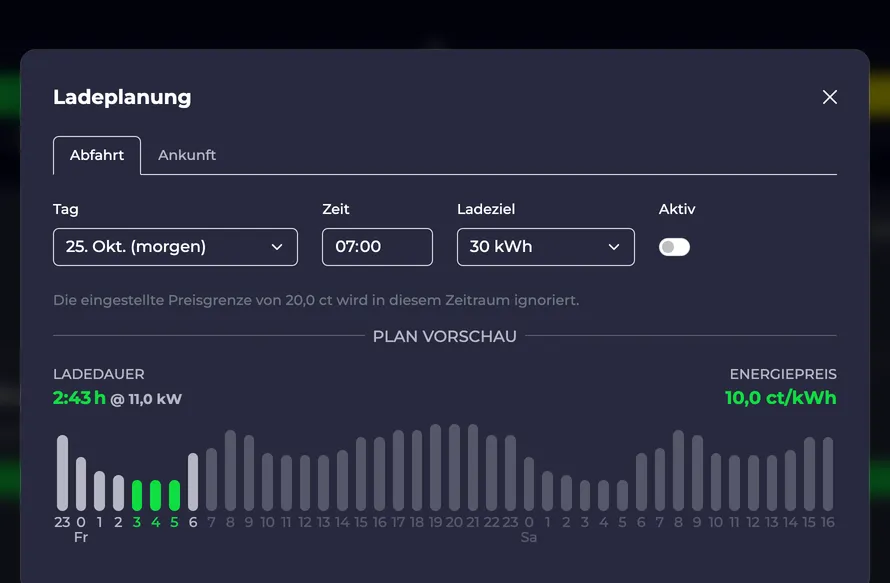 Ladeplanung
Abfahrt Ankunft
Tag Zeit Ladeziel Aktiv
25. Okt. (morgen) 07:00 30 kWh
Die eingestellte Preisgrenze von 20,0 ct wird in diesem Zeitraum ignoriert.
PLAN VORSCHAU
LADEDAUER ENERGIEPREIS
2:43 h @ 11,0 kW 10,0 ct/kWh
23 0 1 2 3 4 5 6 7 8 9 10 11 12 13 14 15 16 17 18 19 20 21 22 23 0 1 2 3 4 5 6 7 8 9 10 11 12 13 14 15 16
Fr Sa